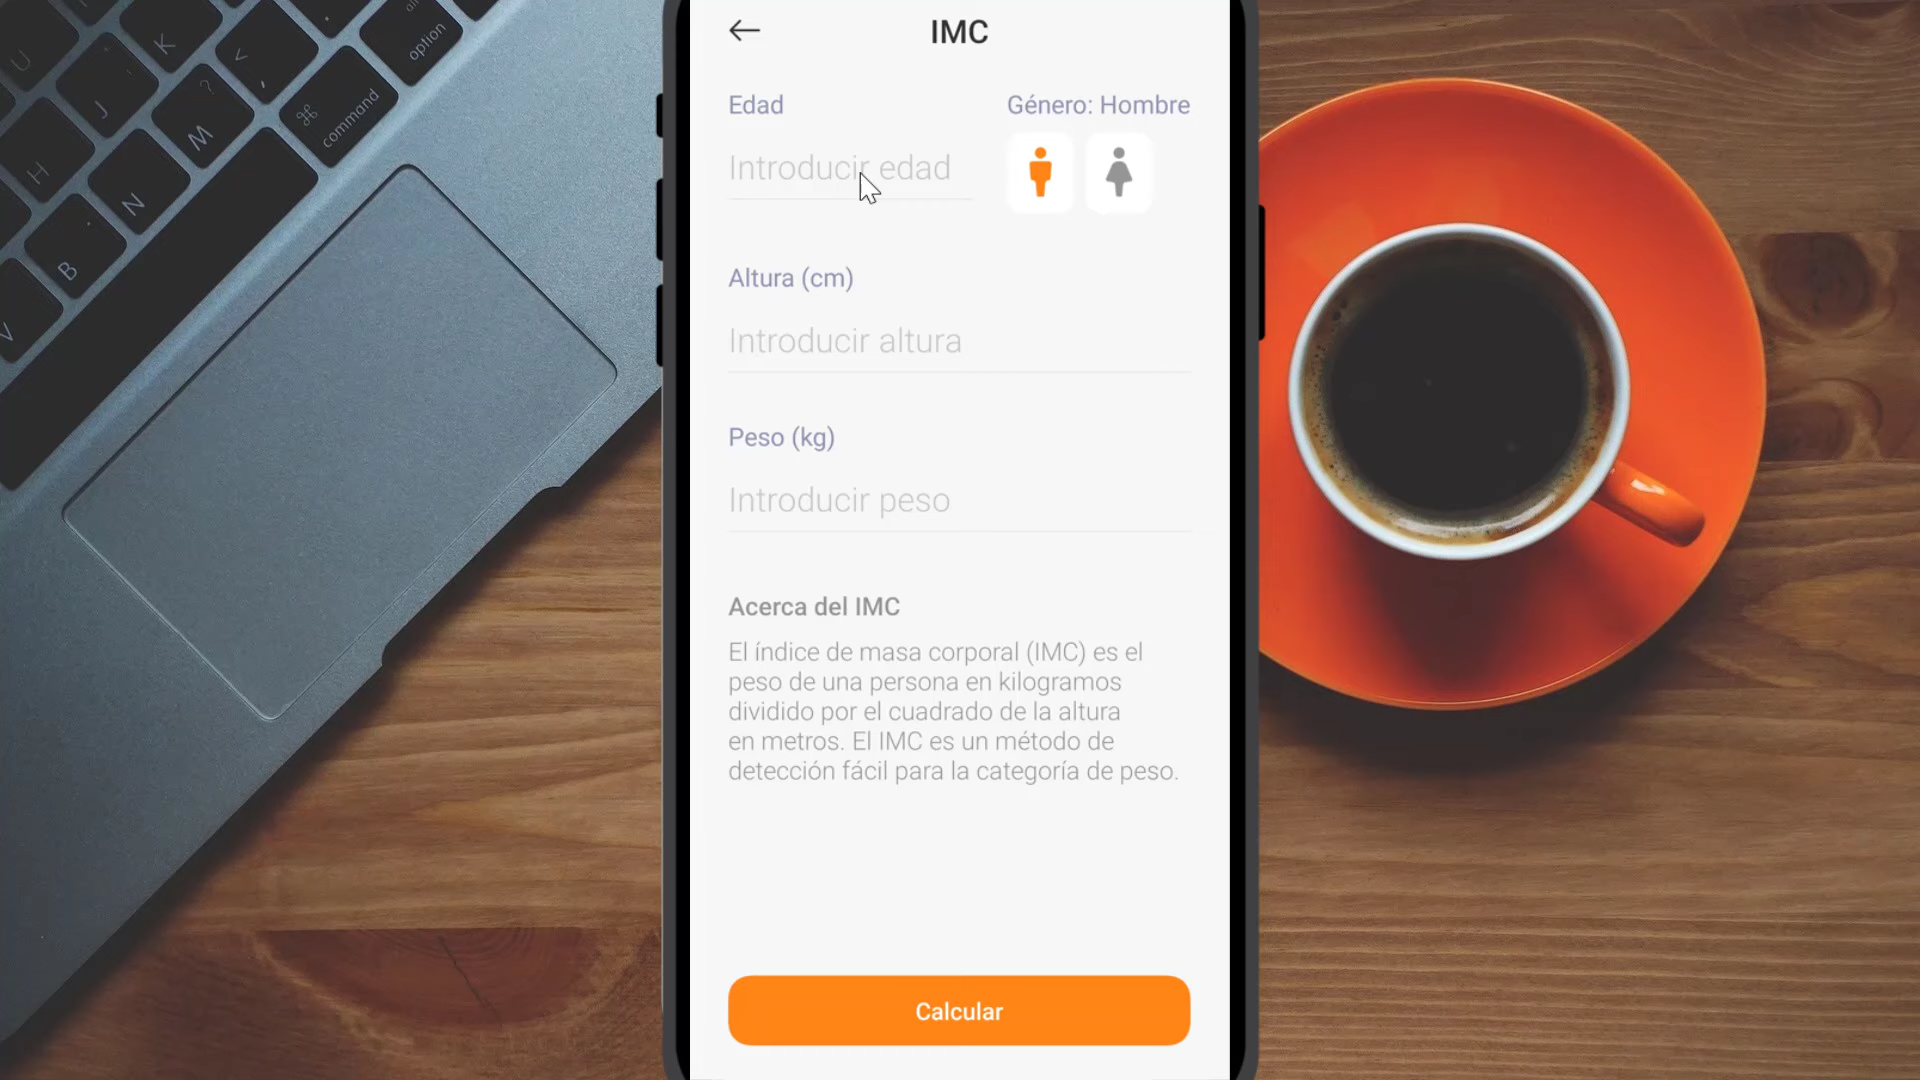 IMC
Edad
Género: Hombre
Introducir edad
Altura (cm)
Introducir altura
Peso (kg)
Introducir peso
Acerca del IMC
El índice de masa corporal (IMC) es el
peso de una persona en kilogramos
dividido por el cuadrado de la altura
en metros. El IMC es un método de
detección fácil para la categoría de peso.
Calcular
U
K
<
option
J
M
?
⌘
command
H
N
B
V